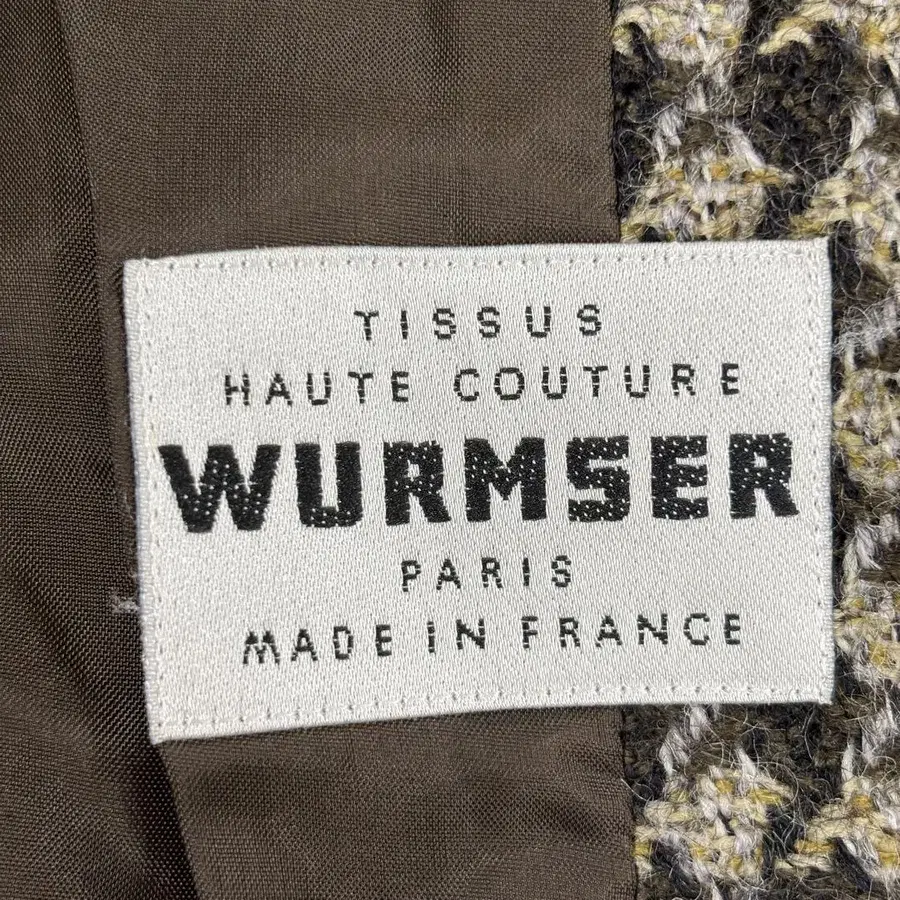 TISSUS
HAUTE COUTURE
WURMSER
PARIS
MADE IN FRANCE